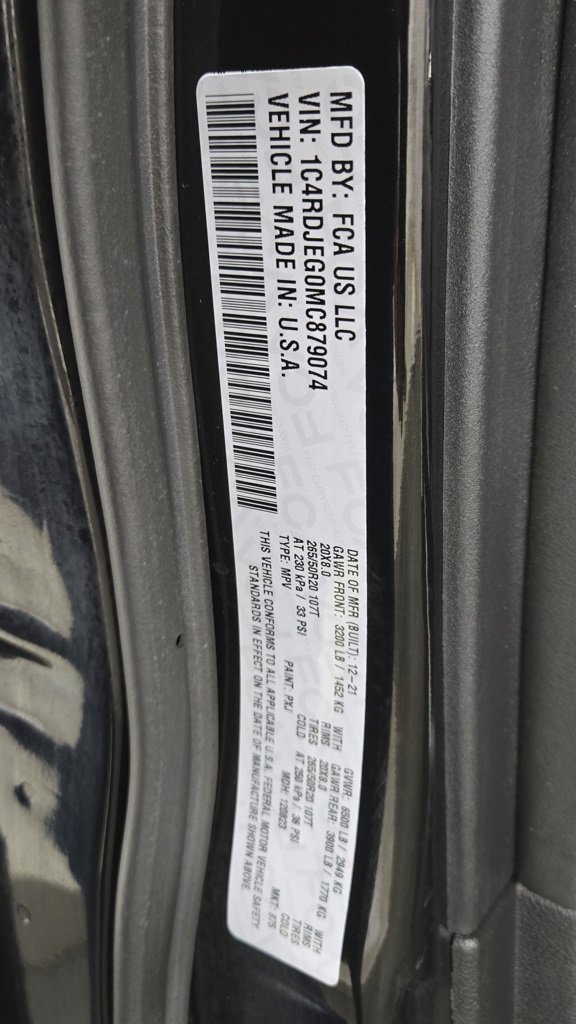 MFD BY: FCA US LLC
VIN: 1C4RDJEG0MC879074
VEHICLE MADE IN: U.S.A.
DATE OF MFR (BUILT): 12-21 GVWR: 6500 LB / 2949 KG
GAWR FRONT: 3200 LB / 1452 KG WITH GAWR REAR: 3900 LB / 1770 KG WITH
20X8.0 RIMS 20X8.0 RIMS
265/50R20 107T TIRES 265/50R20 107T TIRES
AT 230 kPa / 33 PSI COLD AT 250 kPa / 36 PSI COLD
TYPE: MPV PAINT: PXJ MDH: 120823 MKT: 975
THIS VEHICLE CONFORMS TO ALL APPLICABLE U.S.A. FEDERAL MOTOR VEHICLE SAFETY
STANDARDS IN EFFECT ON THE DATE OF MANUFACTURE SHOWN ABOVE.